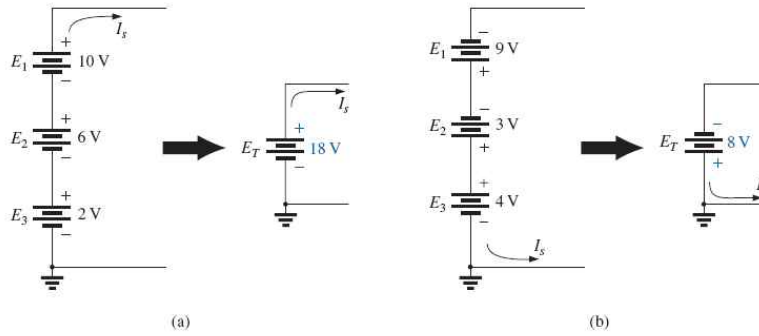 +
I_s
E_1
10 V
−
+
E_2
6 V
−
+
E_3
2 V
−
+
I_s
E_T
18 V
−
(a)
−
E_1
9 V
+
−
E_2
3 V
+
+
E_3
4 V
−
I_s
−
E_T
8 V
+
(b)